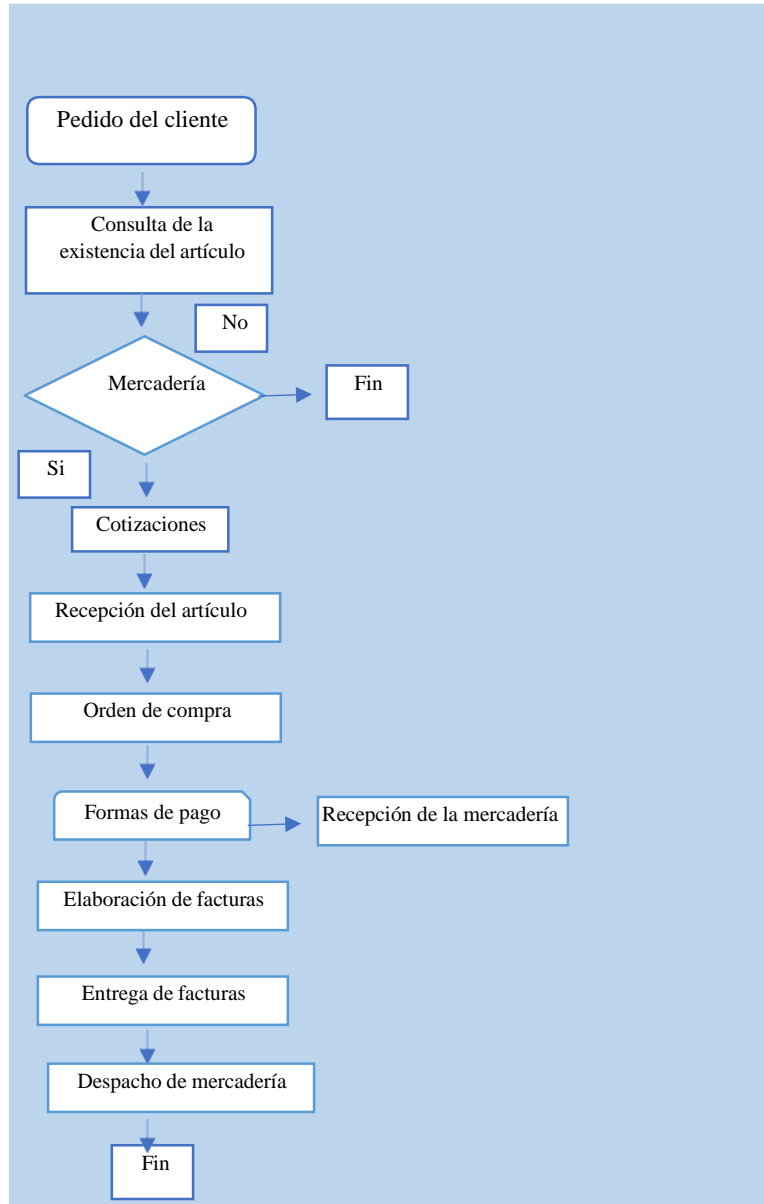 Pedido del cliente
Consulta de la
existencia del artículo
No
Mercadería
Fin
Si
Cotizaciones
Recepción del artículo
Orden de compra
Formas de pago
Recepción de la mercadería
Elaboración de facturas
Entrega de facturas
Despacho de mercadería
Fin